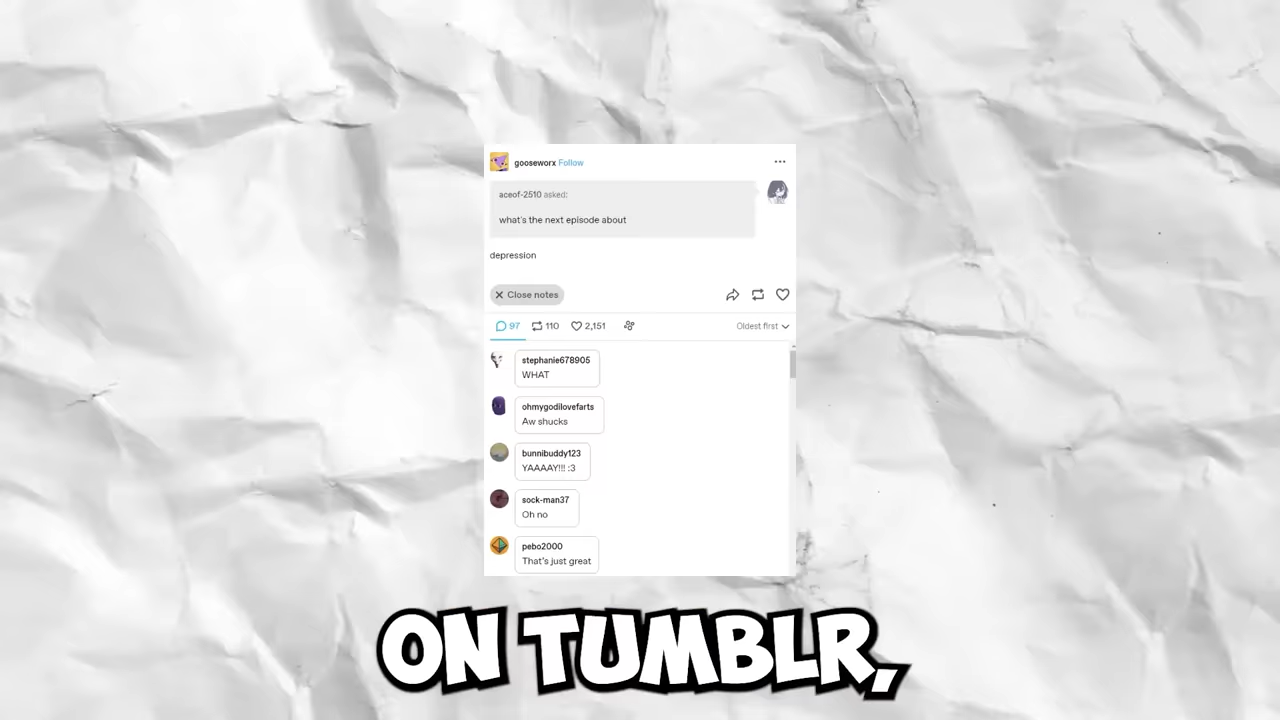 gooseworx Follow
aceof-2510 asked:
what's the next episode about
depression
Close notes
97 110 2,151 Oldest first
stephanie678905
WHAT
ohmygodilovefarts
Aw shucks
bunnibuddy123
YAAAAY!!! :3
sock-man37
Oh no
pebo2000
That's just great
ON TUMBLR,